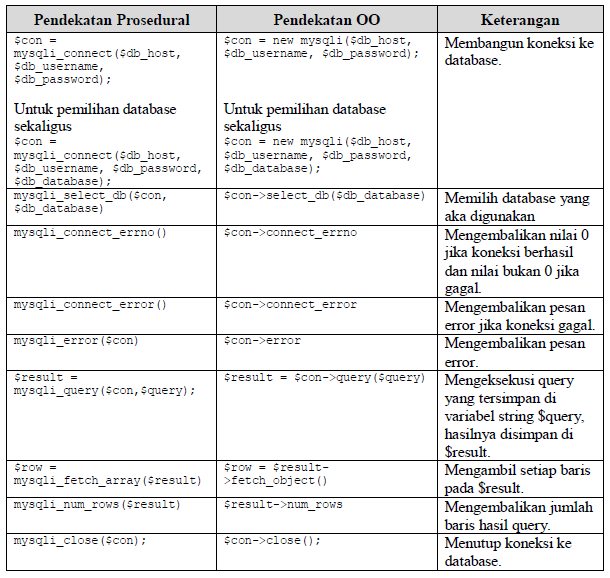 Pendekatan Prosedural
Pendekatan OO
Keterangan
$con =
mysqli_connect($db_host,
$db_username,
$db_password);
Untuk pemilihan database
sekaligus
$con =
mysqli_connect($db_host,
$db_username, $db_password,
$db_database);
$con = new mysqli($db_host,
$db_username, $db_password);
Untuk pemilihan database
sekaligus
$con = new mysqli($db_host,
$db_username, $db_password,
$db_database);
Membangun koneksi ke
database.
mysqli_select_db($con,
$db_database)
$con->select_db($db_database)
Memilih database yang
aka digunakan
mysqli_connect_errno()
$con->connect_errno
Mengembalikan nilai 0
jika koneksi berhasil
dan nilai bukan 0 jika
gagal.
mysqli_connect_error()
$con->connect_error
Mengembalikan pesan
error jika koneksi gagal.
mysqli_error($con)
$con->error
Mengembalikan pesan
error.
$result =
mysqli_query($con,$query);
$result = $con->query($query)
Mengeksekusi query
yang tersimpan di
variabel string $query,
hasilnya disimpan di
$result.
$row =
mysqli_fetch_array($result)
$row = $result-
>fetch_object()
Mengambil setiap baris
pada $result.
mysqli_num_rows($result)
$result->num_rows
Mengembalikan jumlah
baris hasil query.
mysqli_close($con);
$con->close();
Menutup koneksi ke
database.